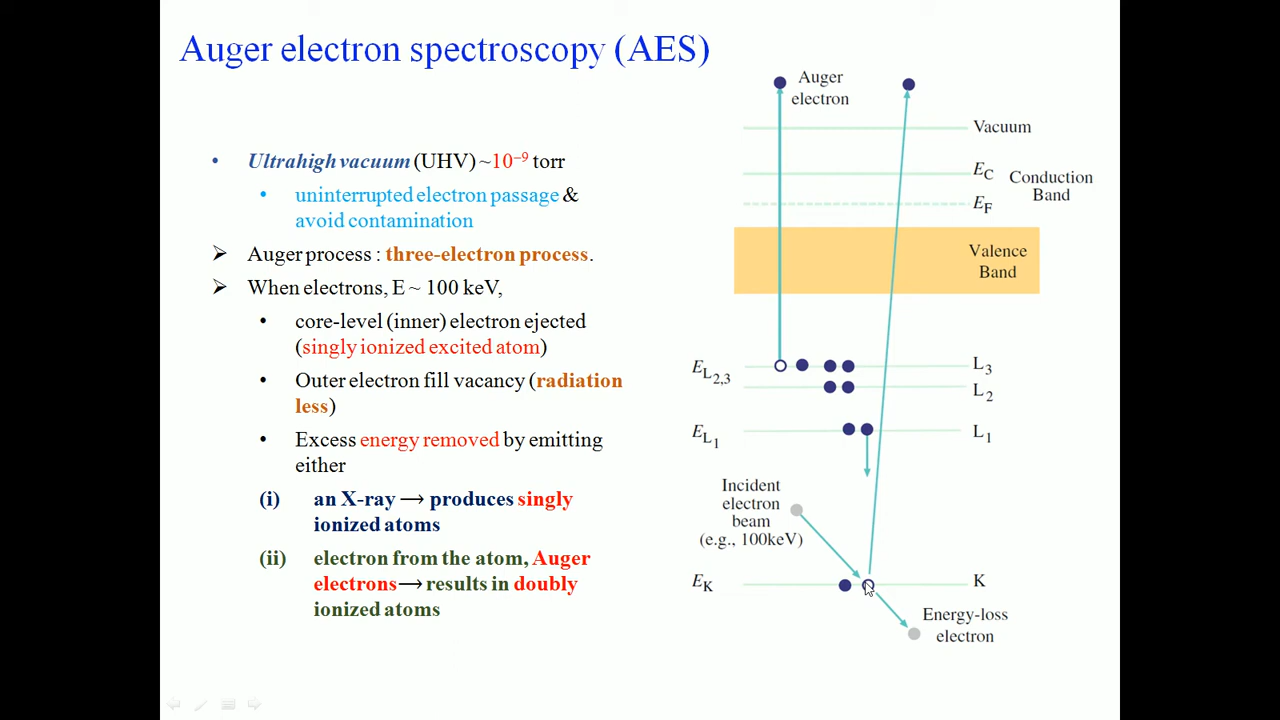 Auger electron spectroscopy (AES)
• Ultrahigh vacuum (UHV) ~10⁻⁹ torr
• uninterrupted electron passage &
avoid contamination
➢ Auger process : three-electron process.
➢ When electrons, E ~ 100 keV,
• core-level (inner) electron ejected
(singly ionized excited atom)
• Outer electron fill vacancy (radiation
less)
• Excess energy removed by emitting
either
(i) an X-ray → produces singly
ionized atoms
(ii) electron from the atom, Auger
electrons→ results in doubly
ionized atoms
Auger
electron
Vacuum
E_C
Conduction
Band
E_F
Valence
Band
E_L2,3
L3
L2
E_L1
L1
Incident
electron
beam
(e.g., 100keV)
E_K
K
Energy-loss
electron